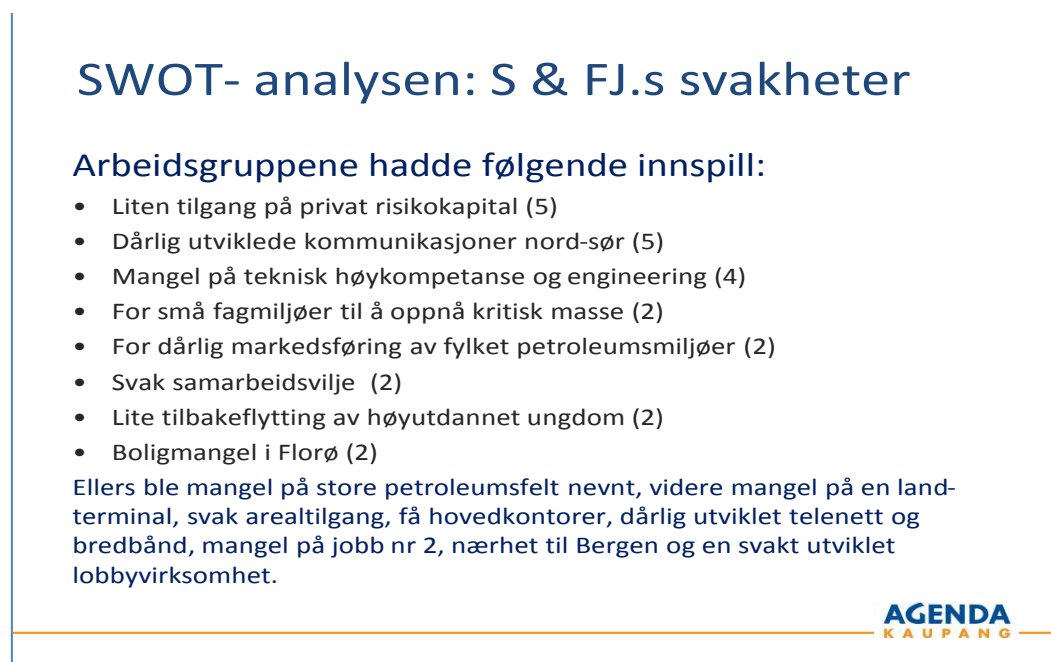 SWOT- analysen: S & FJ.s svakheter
Arbeidsgruppene hadde følgende innspill:
• Liten tilgang på privat risikokapital (5)
• Dårlig utviklede kommunikasjoner nord-sør (5)
• Mangel på teknisk høykompetanse og engineering (4)
• For små fagmiljøer til å oppnå kritisk masse (2)
• For dårlig markedsføring av fylket petroleumsmiljøer (2)
• Svak samarbeidsvilje (2)
• Lite tilbakeflytting av høyutdannet ungdom (2)
• Boligmangel i Florø (2)
Ellers ble mangel på store petroleumsfelt nevnt, videre mangel på en land-
terminal, svak arealtilgang, få hovedkontorer, dårlig utviklet telenett og
bredbånd, mangel på jobb nr 2, nærhet til Bergen og en svakt utviklet
lobbyvirksomhet.
AGENDA
KAUPANG